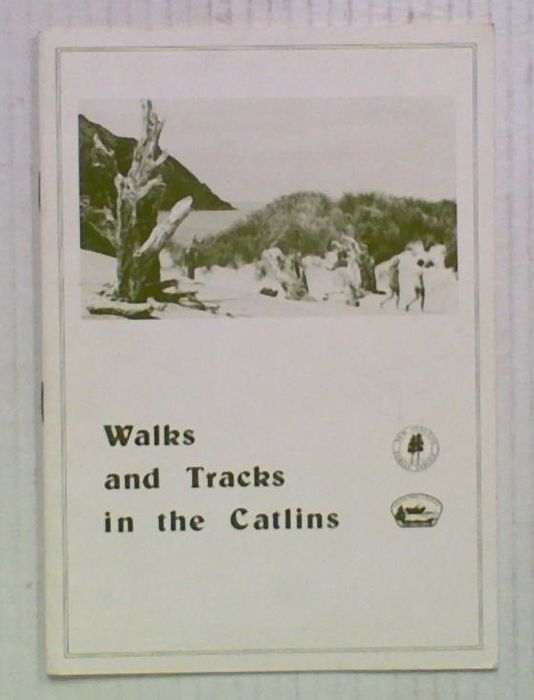 Walks
and Tracks
in the Catlins